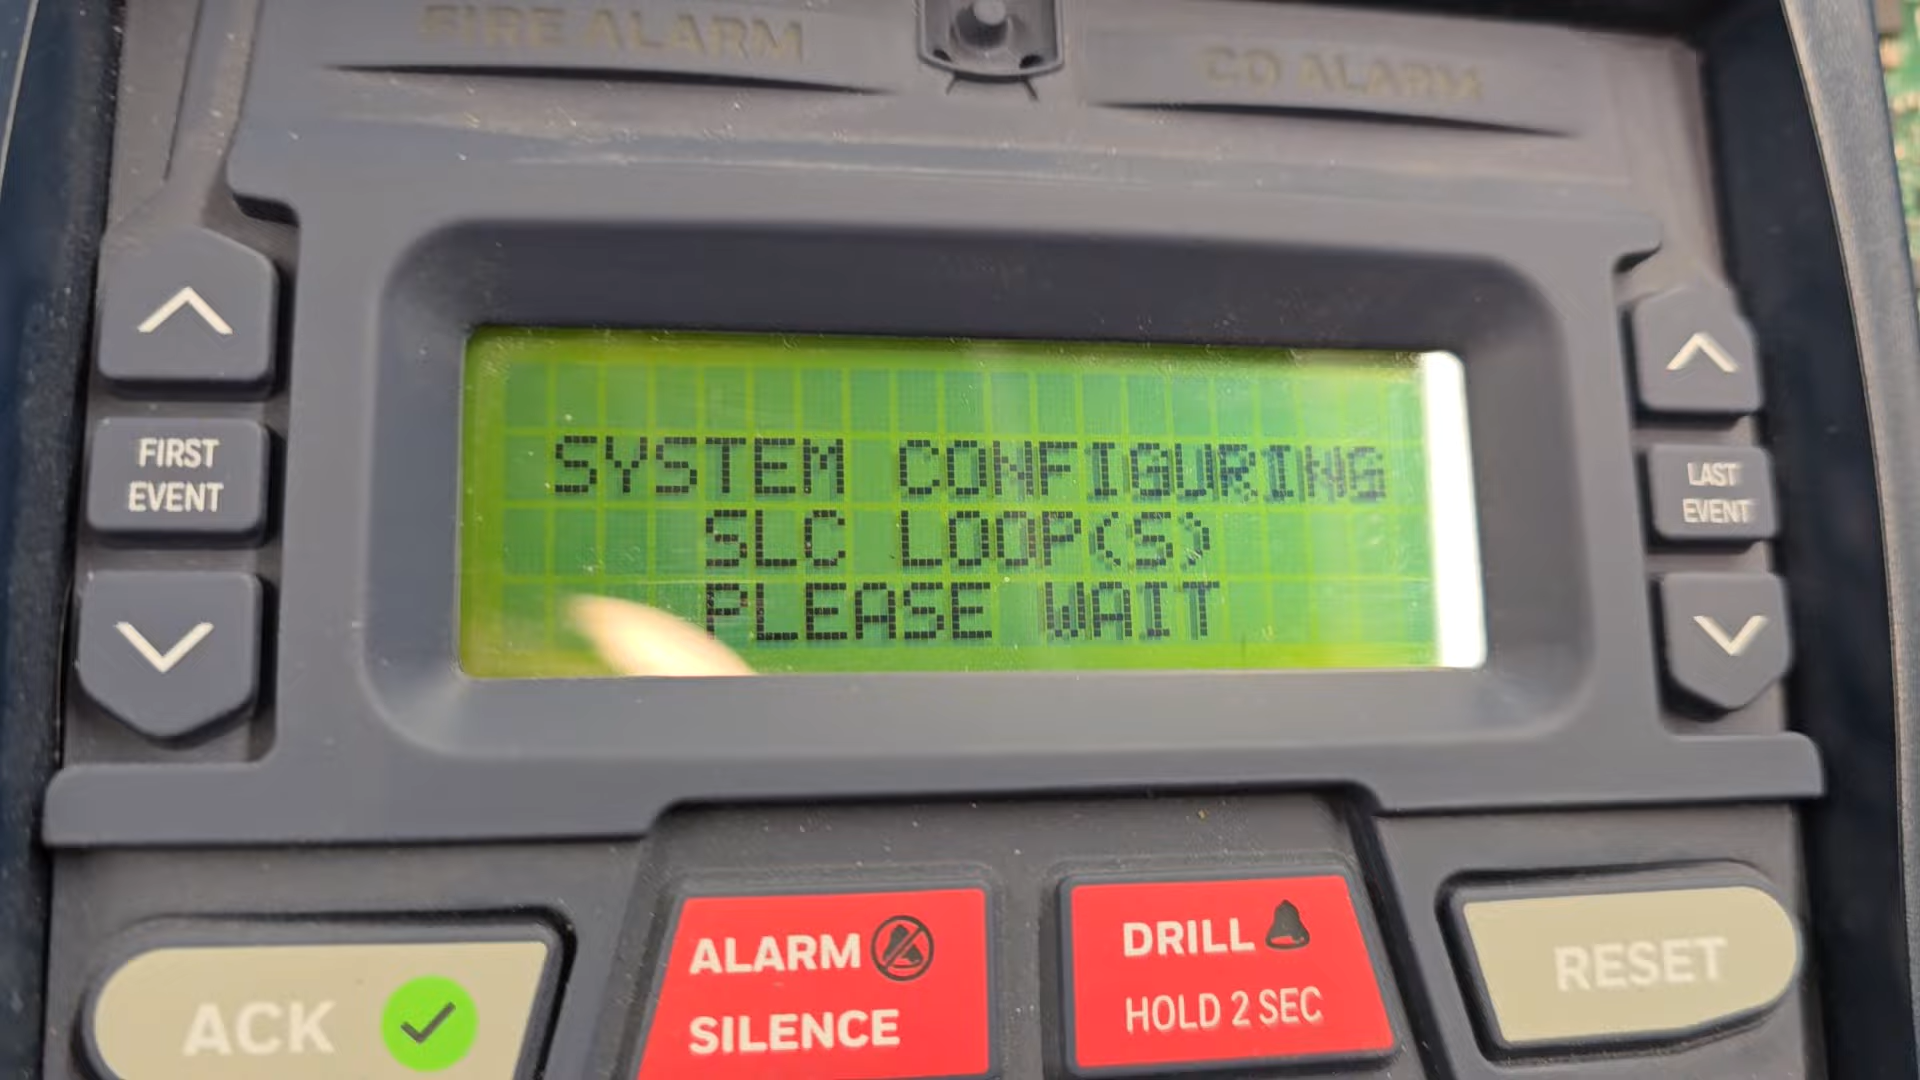 FIRE ALARM
CO ALARM
FIRST
EVENT
LAST
EVENT
SYSTEM CONFIGURING
SLC LOOP(S)
PLEASE WAIT
ACK
ALARM
SILENCE
DRILL
HOLD 2 SEC
RESET